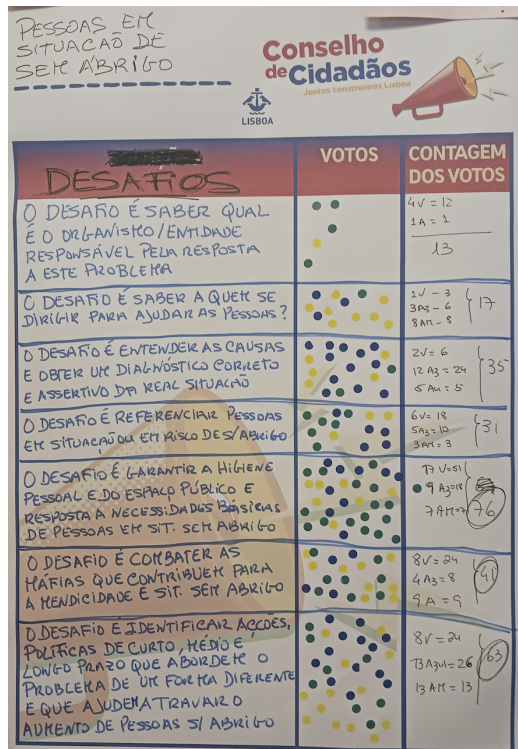 PESSOAS EM
SITUAÇÃO DE
SEM ABRIGO
Conselho
de Cidadãos
Juntos construímos Lisboa
LISBOA
DESAFIOS
VOTOS
CONTAGEM
DOS VOTOS
O DESAFIO É SABER QUAL
É O ORGANISMO/ENTIDADE
RESPONSÁVEL PELA RESPOSTA
A ESTE PROBLEMA
4V = 12
1A = 1
13
O DESAFIO É SABER A QUEM SE
DIRIGIR PARA AJUDAR AS PESSOAS?
1V - 3
3Az - 6
8AM - 8
17
O DESAFIO É ENTENDER AS CAUSAS
E OBTER UM DIAGNÓSTICO CORRETO
E ASSERTIVO DA REAL SITUAÇÃO
2V = 6
12 Az = 24
5 AM = 5
35
O DESAFIO É REFERENCIAR PESSOAS
EM SITUAÇÃO OU EM RISCO DE S/ABRIGO
6V = 18
5Az = 10
3AM = 3
31
O DESAFIO É GARANTIR A HIGIENE
PESSOAL E DO ESPAÇO PÚBLICO E
RESPOSTA A NECESSIDADES BÁSICAS
DE PESSOAS EM SIT. SEM ABRIGO
17 V = 51
9 Az = 18
7 AM = 7
76
O DESAFIO É COMBATER AS
MÁFIAS QUE CONTRIBUEM PARA
A MENDICIDADE E SIT. SEM ABRIGO
8V = 24
4 Az = 8
9 A = 9
41
O DESAFIO É IDENTIFICAR ACÇÕES,
POLÍTICAS DE CURTO, MÉDIO E
LONGO PRAZO QUE ABORDEM O
PROBLEMA DE UM FORMA DIFERENTE
E QUE AJUDEM A TRAVAR O
AUMENTO DE PESSOAS S/ ABRIGO
8V = 24
13 Azul = 26
13 AM = 13
63